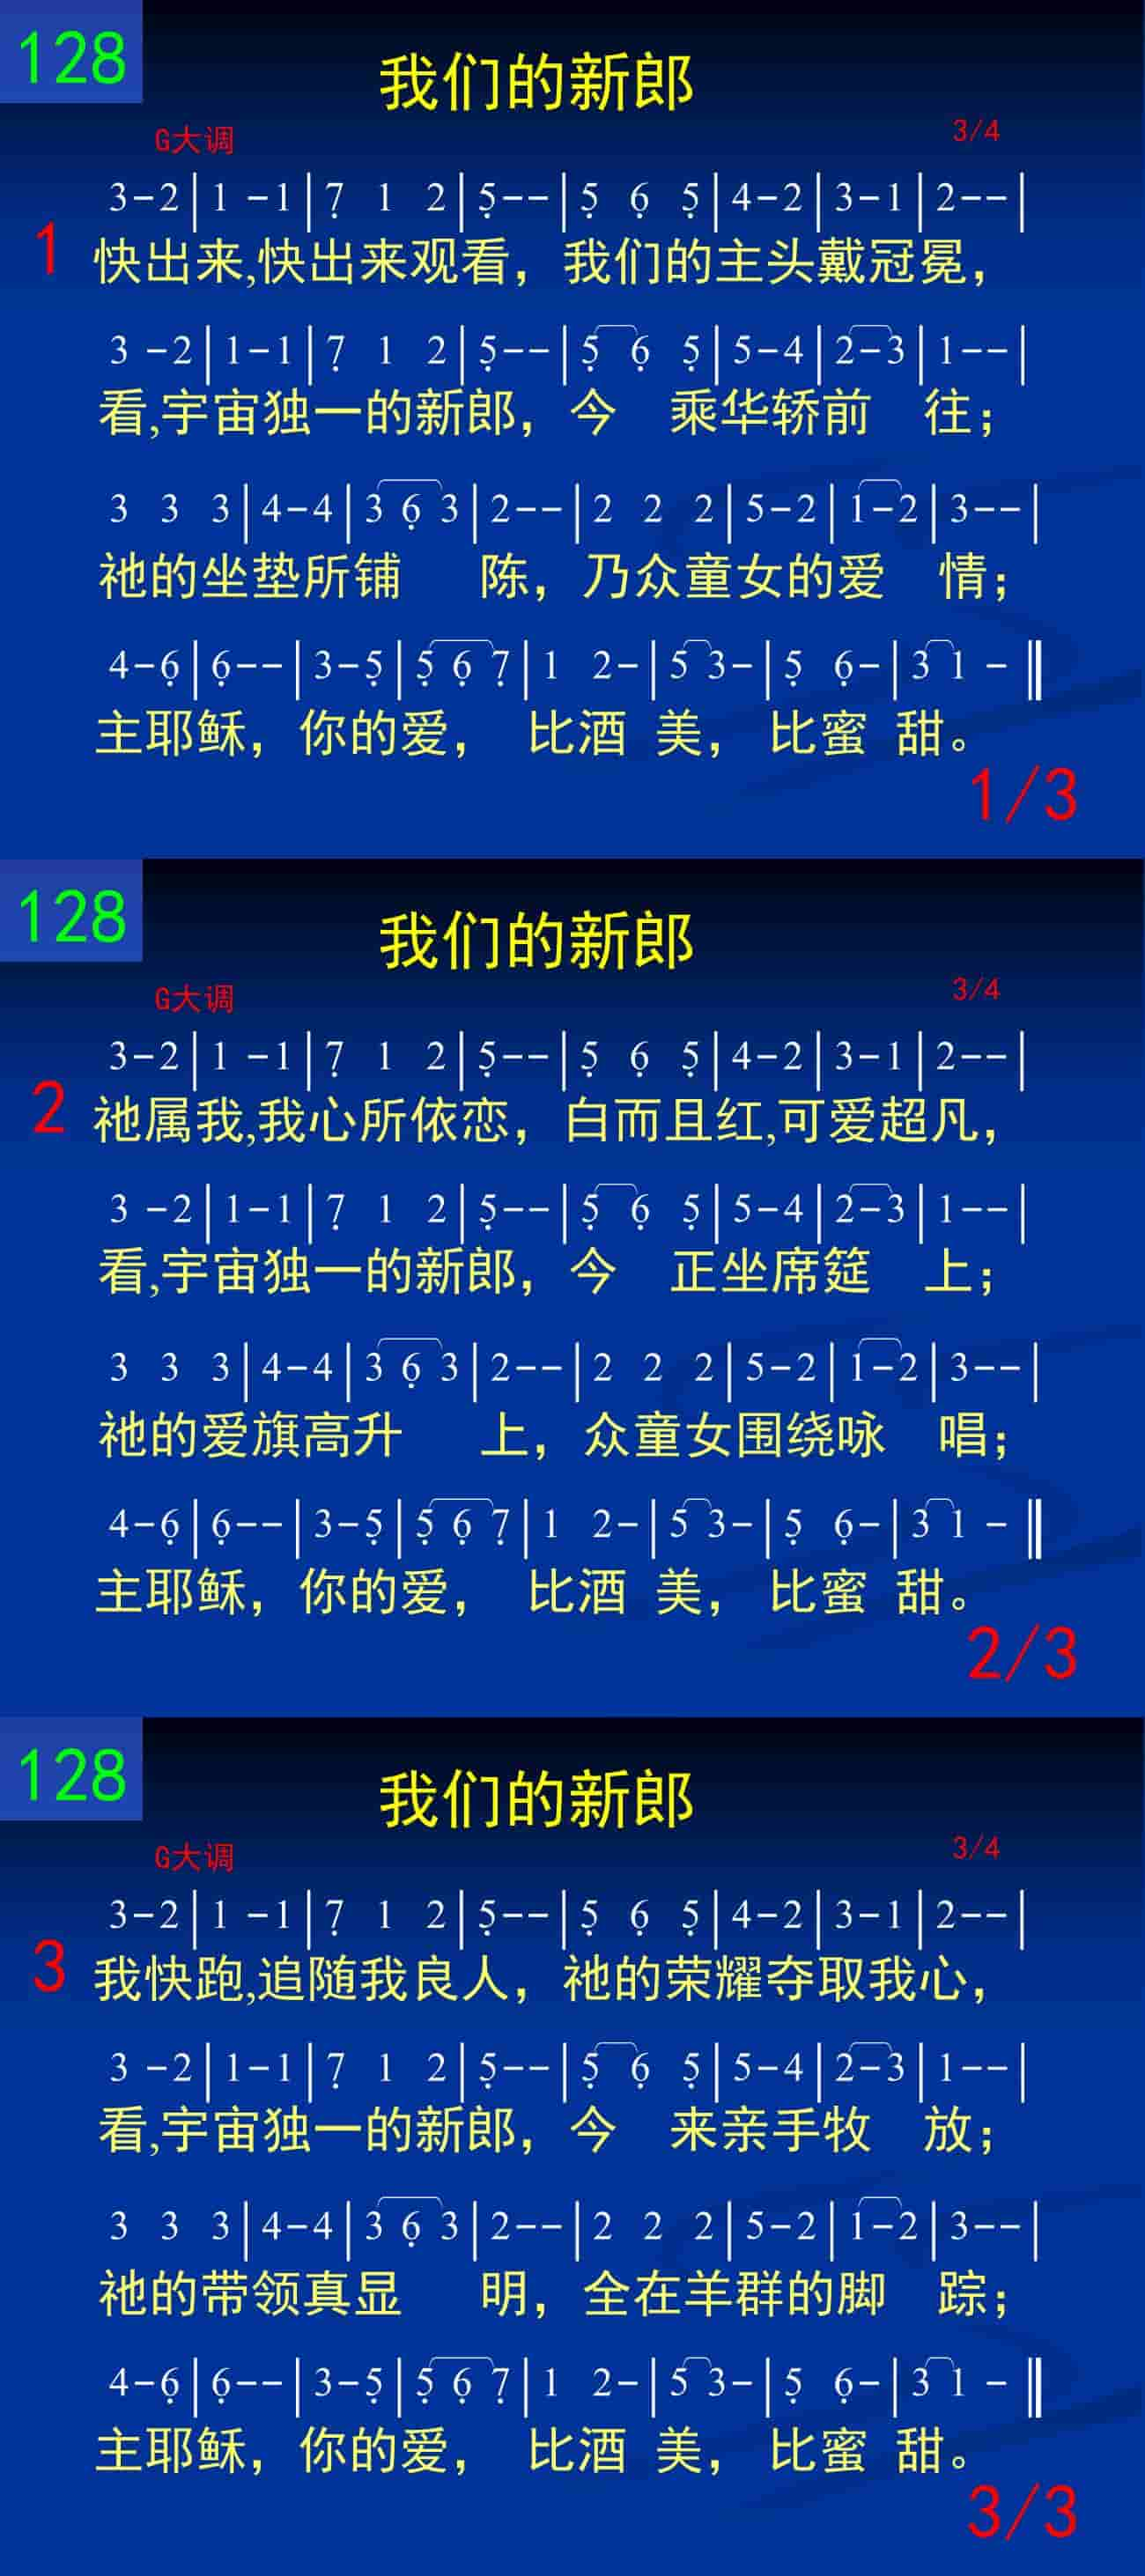 128
我们的新郎
G大调
3/4
3-2|1 -1|7̣ 1 2|5̣--|5̣ 6̣ 5̣|4-2|3-1|2--|
1
快出来,快出来观看，我们的主头戴冠冕，
3 -2|1-1|7̣ 1 2|5̣--|5̣ 6̣ 5̣|5-4|2-3|1--|
看,宇宙独一的新郎，今 乘华轿前 往；
3 3 3|4-4|3 6̣ 3|2--|2 2 2|5-2|1-2|3--|
祂的坐垫所铺 陈，乃众童女的爱 情；
4-6̣|6̣--|3-5̣|5̣ 6̣ 7̣|1 2-|5 3-|5̣ 6̣-|3 1 -‖
主耶稣，你的爱， 比酒 美， 比蜜 甜。
1/3
128
我们的新郎
G大调
3/4
3-2|1 -1|7̣ 1 2|5̣--|5̣ 6̣ 5̣|4-2|3-1|2--|
2
祂属我,我心所依恋，白而且红,可爱超凡，
3 -2|1-1|7̣ 1 2|5̣--|5̣ 6̣ 5̣|5-4|2-3|1--|
看,宇宙独一的新郎，今 正坐席筵 上；
3 3 3|4-4|3 6̣ 3|2--|2 2 2|5-2|1-2|3--|
祂的爱旗高升 上，众童女围绕咏 唱；
4-6̣|6̣--|3-5̣|5̣ 6̣ 7̣|1 2-|5 3-|5̣ 6̣-|3 1 -‖
主耶稣，你的爱， 比酒 美， 比蜜 甜。
2/3
128
我们的新郎
G大调
3/4
3-2|1 -1|7̣ 1 2|5̣--|5̣ 6̣ 5̣|4-2|3-1|2--|
3
我快跑,追随我良人，祂的荣耀夺取我心，
3 -2|1-1|7̣ 1 2|5̣--|5̣ 6̣ 5̣|5-4|2-3|1--|
看,宇宙独一的新郎，今 来亲手牧 放；
3 3 3|4-4|3 6̣ 3|2--|2 2 2|5-2|1-2|3--|
祂的带领真显 明，全在羊群的脚 踪；
4-6̣|6̣--|3-5̣|5̣ 6̣ 7̣|1 2-|5 3-|5̣ 6̣-|3 1 -‖
主耶稣，你的爱， 比酒 美， 比蜜 甜。
3/3